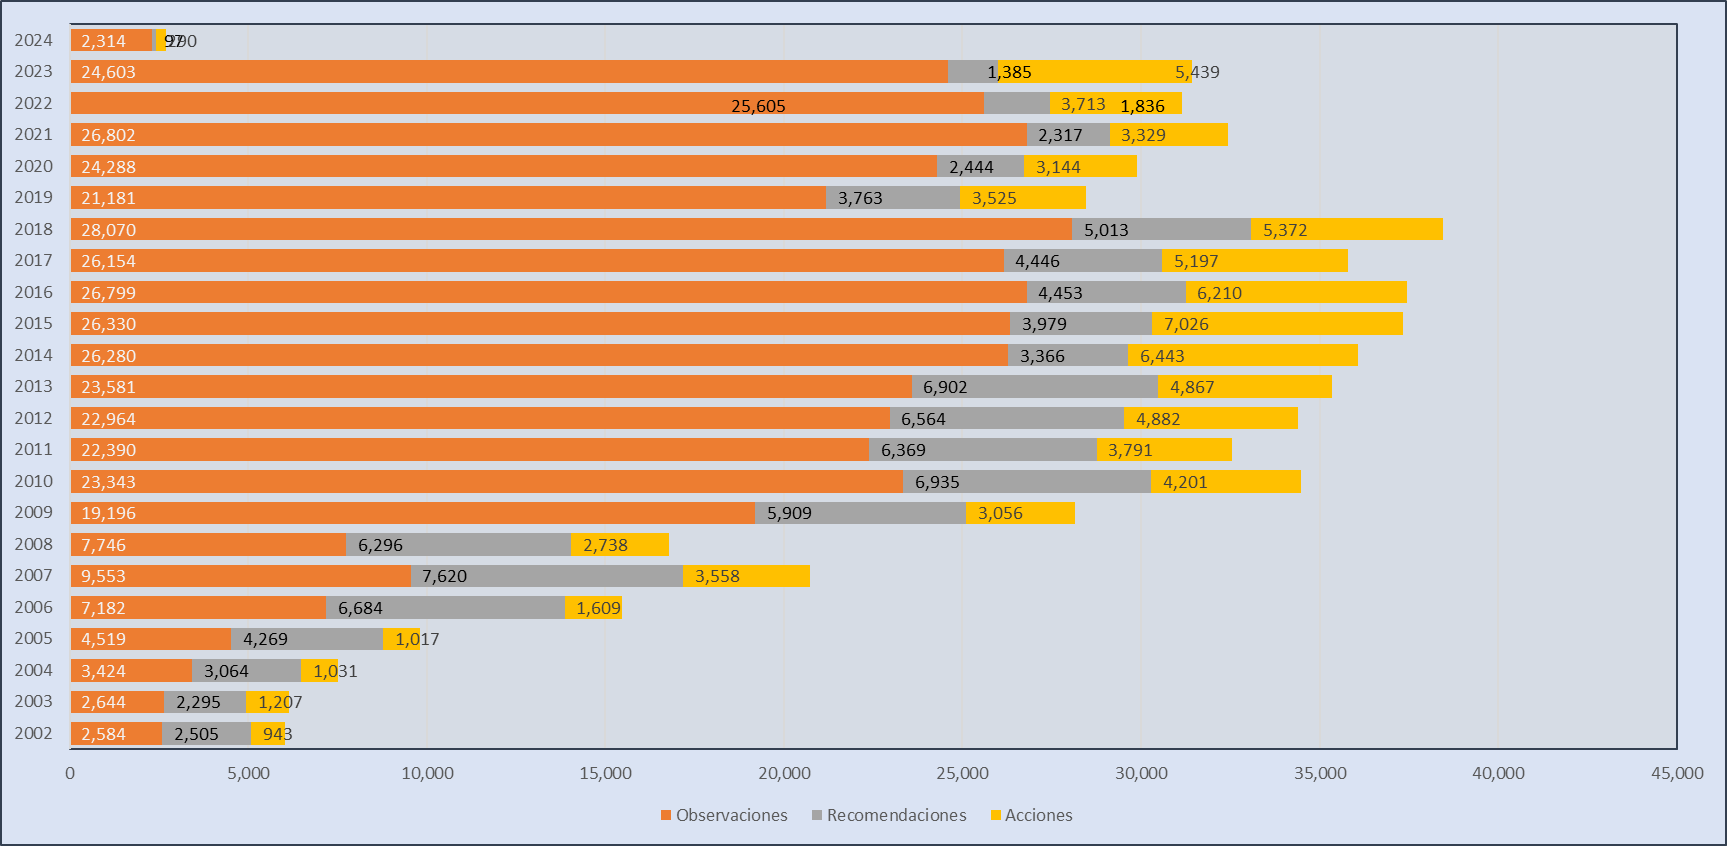 2024 2,314 97 290
2023 24,603 1,385 5,439
2022 25,605 3,713 1,836
2021 26,802 2,317 3,329
2020 24,288 2,444 3,144
2019 21,181 3,763 3,525
2018 28,070 5,013 5,372
2017 26,154 4,446 5,197
2016 26,799 4,453 6,210
2015 26,330 3,979 7,026
2014 26,280 3,366 6,443
2013 23,581 6,902 4,867
2012 22,964 6,564 4,882
2011 22,390 6,369 3,791
2010 23,343 6,935 4,201
2009 19,196 5,909 3,056
2008 7,746 6,296 2,738
2007 9,553 7,620 3,558
2006 7,182 6,684 1,609
2005 4,519 4,269 1,017
2004 3,424 3,064 1,031
2003 2,644 2,295 1,207
2002 2,584 2,505 943
0 5,000 10,000 15,000 20,000 25,000 30,000 35,000 40,000 45,000
Observaciones Recomendaciones Acciones